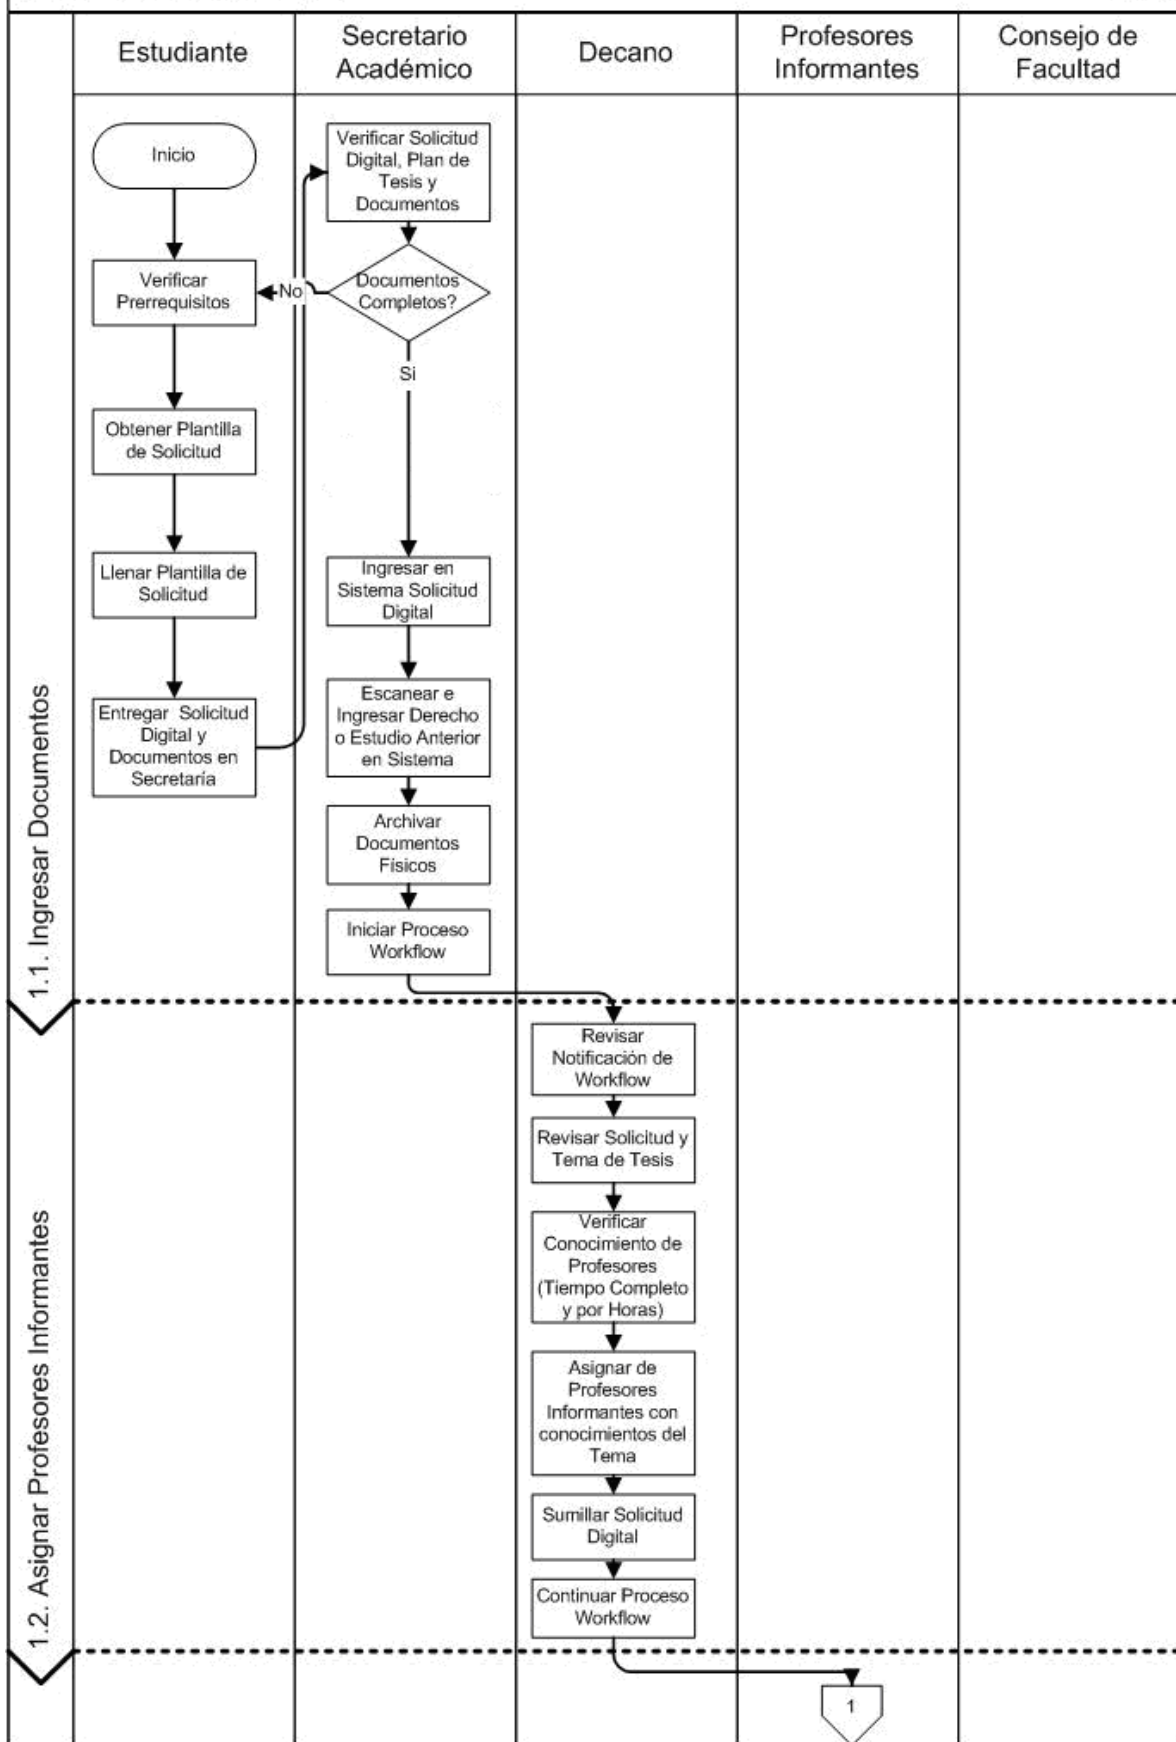 Estudiante
Secretario
Académico
Decano
Profesores
Informantes
Consejo de
Facultad
1.1. Ingresar Documentos
Inicio
Verificar
Prerrequisitos
Obtener Plantilla
de Solicitud
Llenar Plantilla de
Solicitud
Entregar Solicitud
Digital y
Documentos en
Secretaría
Verificar Solicitud
Digital, Plan de
Tesis y
Documentos
Documentos
Completos?
No
Si
Ingresar en
Sistema Solicitud
Digital
Escanear e
Ingresar Derecho
o Estudio Anterior
en Sistema
Archivar
Documentos
Físicos
Iniciar Proceso
Workflow
1.2. Asignar Profesores Informantes
Revisar
Notificación de
Workflow
Revisar Solicitud y
Tema de Tesis
Verificar
Conocimiento de
Profesores
(Tiempo Completo
y por Horas)
Asignar de
Profesores
Informantes con
conocimientos del
Tema
Sumillar Solicitud
Digital
Continuar Proceso
Workflow
1